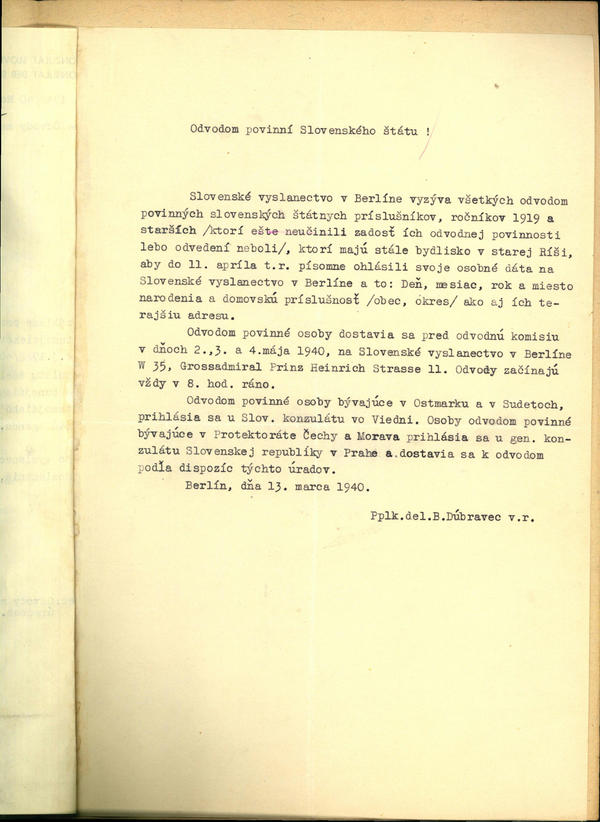 Odvodom povinní Slovenského štátu !
Slovenské vyslanectvo v Berlíne vyzýva všetkých odvodom
povinných slovenských štátnych príslušníkov, ročníkov 1919 a
starších /ktorí ešte neučinili zadosť ích odvodnej povinnosti
lebo odvedení neboli/, ktorí majú stále bydlisko v starej Ríši,
aby do 11. apríla t.r. písomne ohlásili svoje osobné dáta na
Slovenské vyslanectvo v Berlíne a to: Deň, mesiac, rok a miesto
narodenia a domovskú príslušnosť /obec, okres/ ako aj ích te-
rajšiu adresu.
Odvodom povinné osoby dostavia sa pred odvodnú komisiu
v dňoch 2.,3. a 4.mája 1940, na Slovenské vyslanectvo v Berlíne
W 35, Grossadmiral Prinz Heinrich Strasse 11. Odvody začínajú
vždy v 8. hod. ráno.
Odvodom povinné osoby bývajúce v Ostmarku a v Sudetoch,
prihlásia sa u Slov. konzulátu vo Viedni. Osoby odvodom povinné
bývajúce v Protektoráte Čechy a Morava prihlásia sa u gen. kon-
zulátu Slovenskej republíky v Prahe a dostavia sa k odvodom
podľa dispozíc týchto úradov.
Berlín, dňa 13. marca 1940.
Pplk.del.B.Dúbravec v.r.